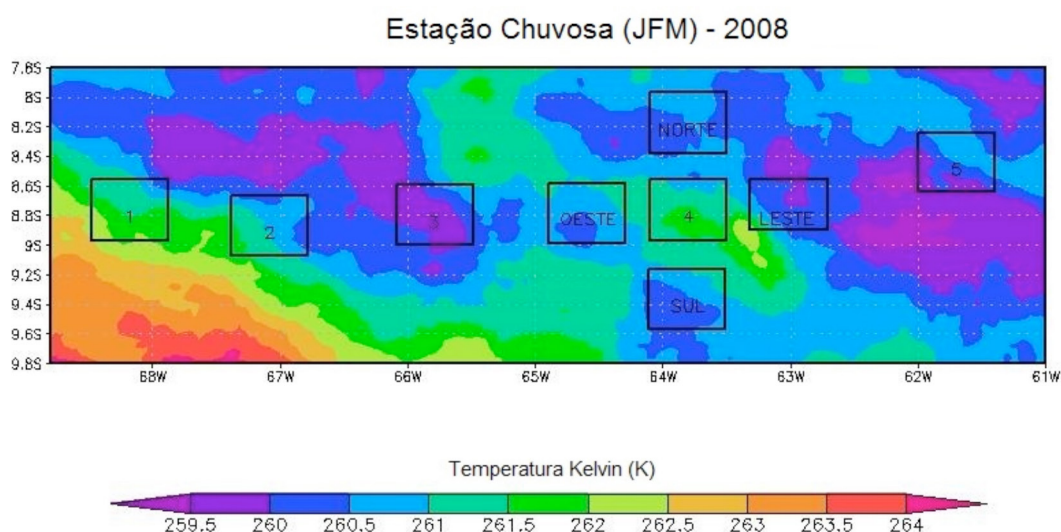 Estação Chuvosa (JFM) - 2008
7.6S
8S
8.2S
8.4S
8.6S
8.8S
9S
9.2S
9.4S
9.6S
9.8S
NORTE
5
1
2
3
OESTE
4
LESTE
SUL
68W 67W 66W 65W 64W 63W 62W 61W
Temperatura Kelvin (K)
259.5 260 260.5 261 261.5 262 262.5 263 263.5 264